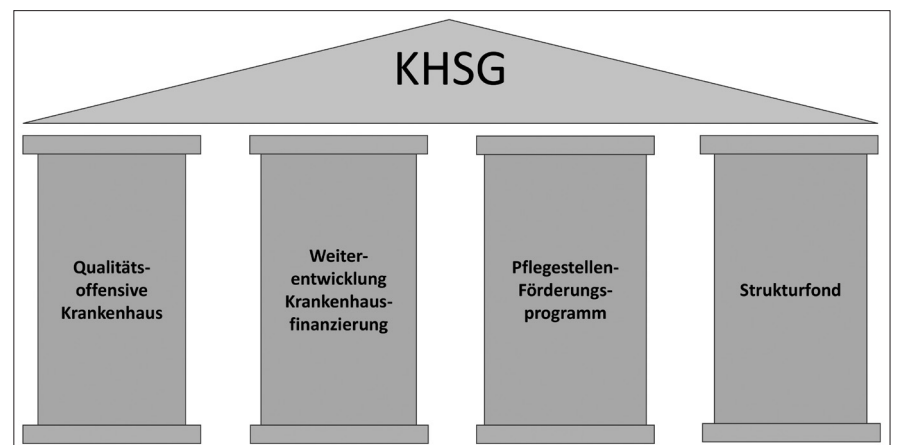 KHSG
Qualitäts-
offensive
Krankenhaus
Weiter-
entwicklung
Krankenhaus-
finanzierung
Pflegestellen-
Förderungs-
programm
Strukturfond